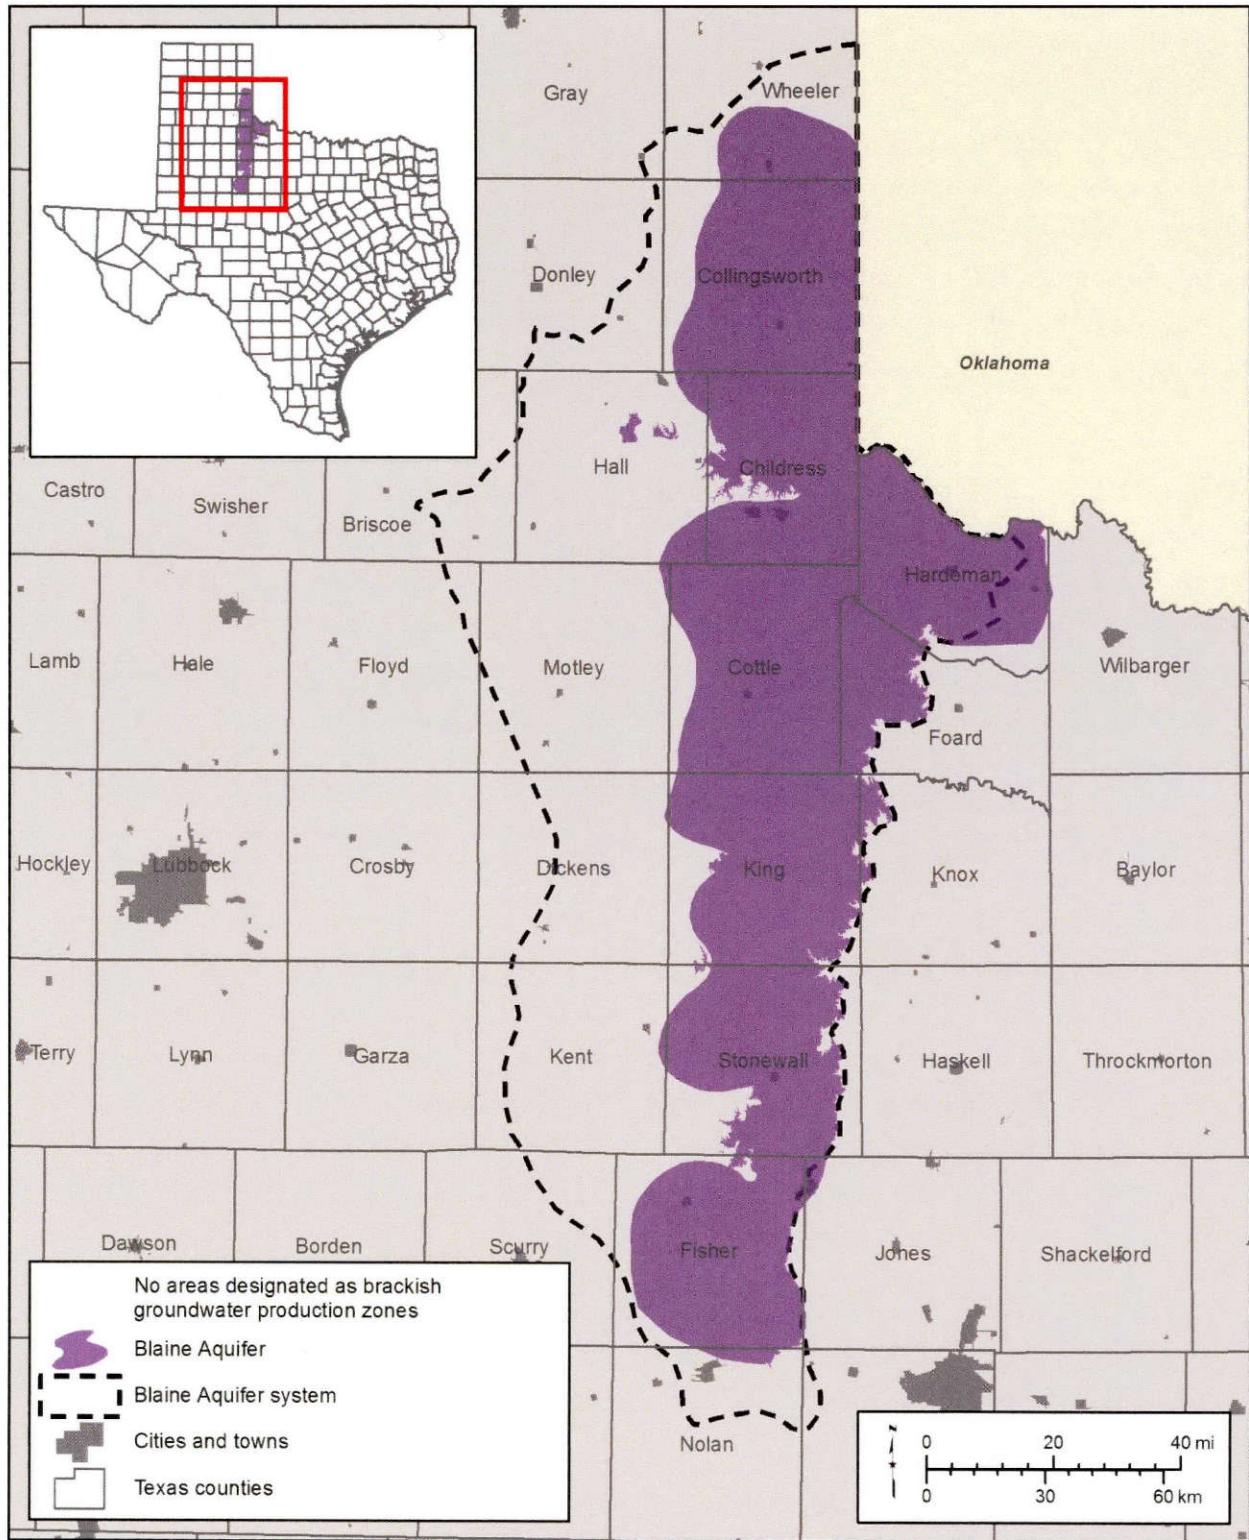 Gray
Wheeler
Donley
Collingsworth
Oklahoma
Castro
Swisher
Briscoe
Hall
Childress
Hardeman
Lamb
Hale
Floyd
Motley
Cottle
Wilbarger
Foard
Hockley
Lubbock
Crosby
Dickens
King
Knox
Baylor
Terry
Lynn
Garza
Kent
Stonewall
Haskell
Throckmorton
Dawson
Borden
Scurry
Fisher
Jones
Shackelford
Nolan
No areas designated as brackish
groundwater production zones
Blaine Aquifer
Blaine Aquifer system
Cities and towns
Texas counties
N
0 20 40 mi
0 30 60 km